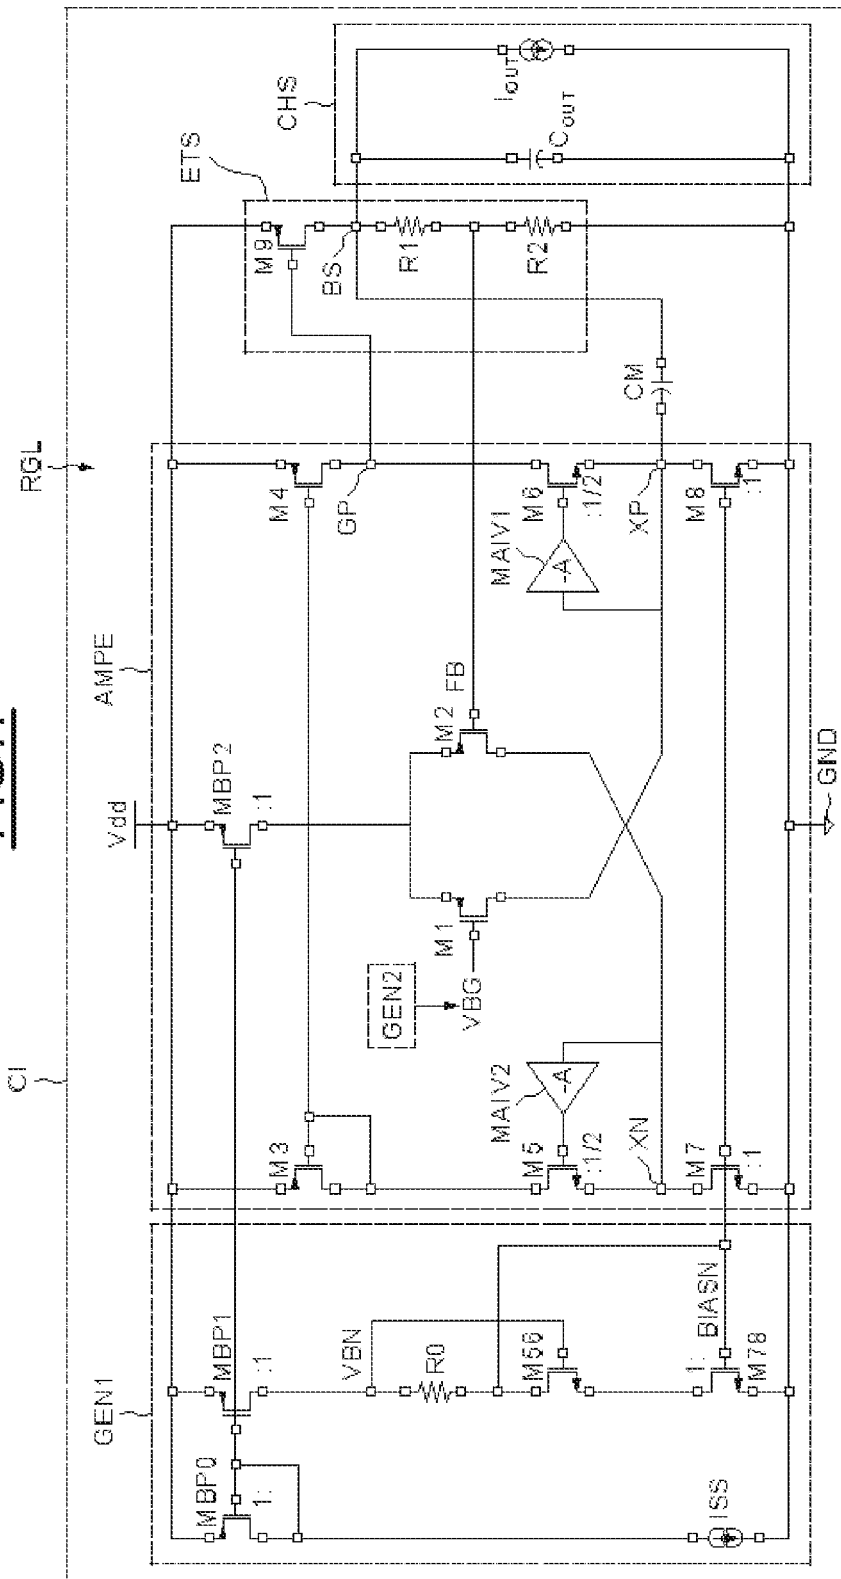 CI
RGL
GEN1
AMPE
ETS
CHS
Vdd
MBP0
1:
MBP1
:1
MBP2
:1
M3
M4
M9
GP
BS
VBN
R0
M56
1:
BIASN
M78
ISS
GEN2
VBG
M1
M2
FB
R1
R2
IOUT
COUT
MAIV2
-A
MAIV1
-A
M5
:1/2
M6
:1/2
XN
XP
CM
M7
:1
M8
:1
GND